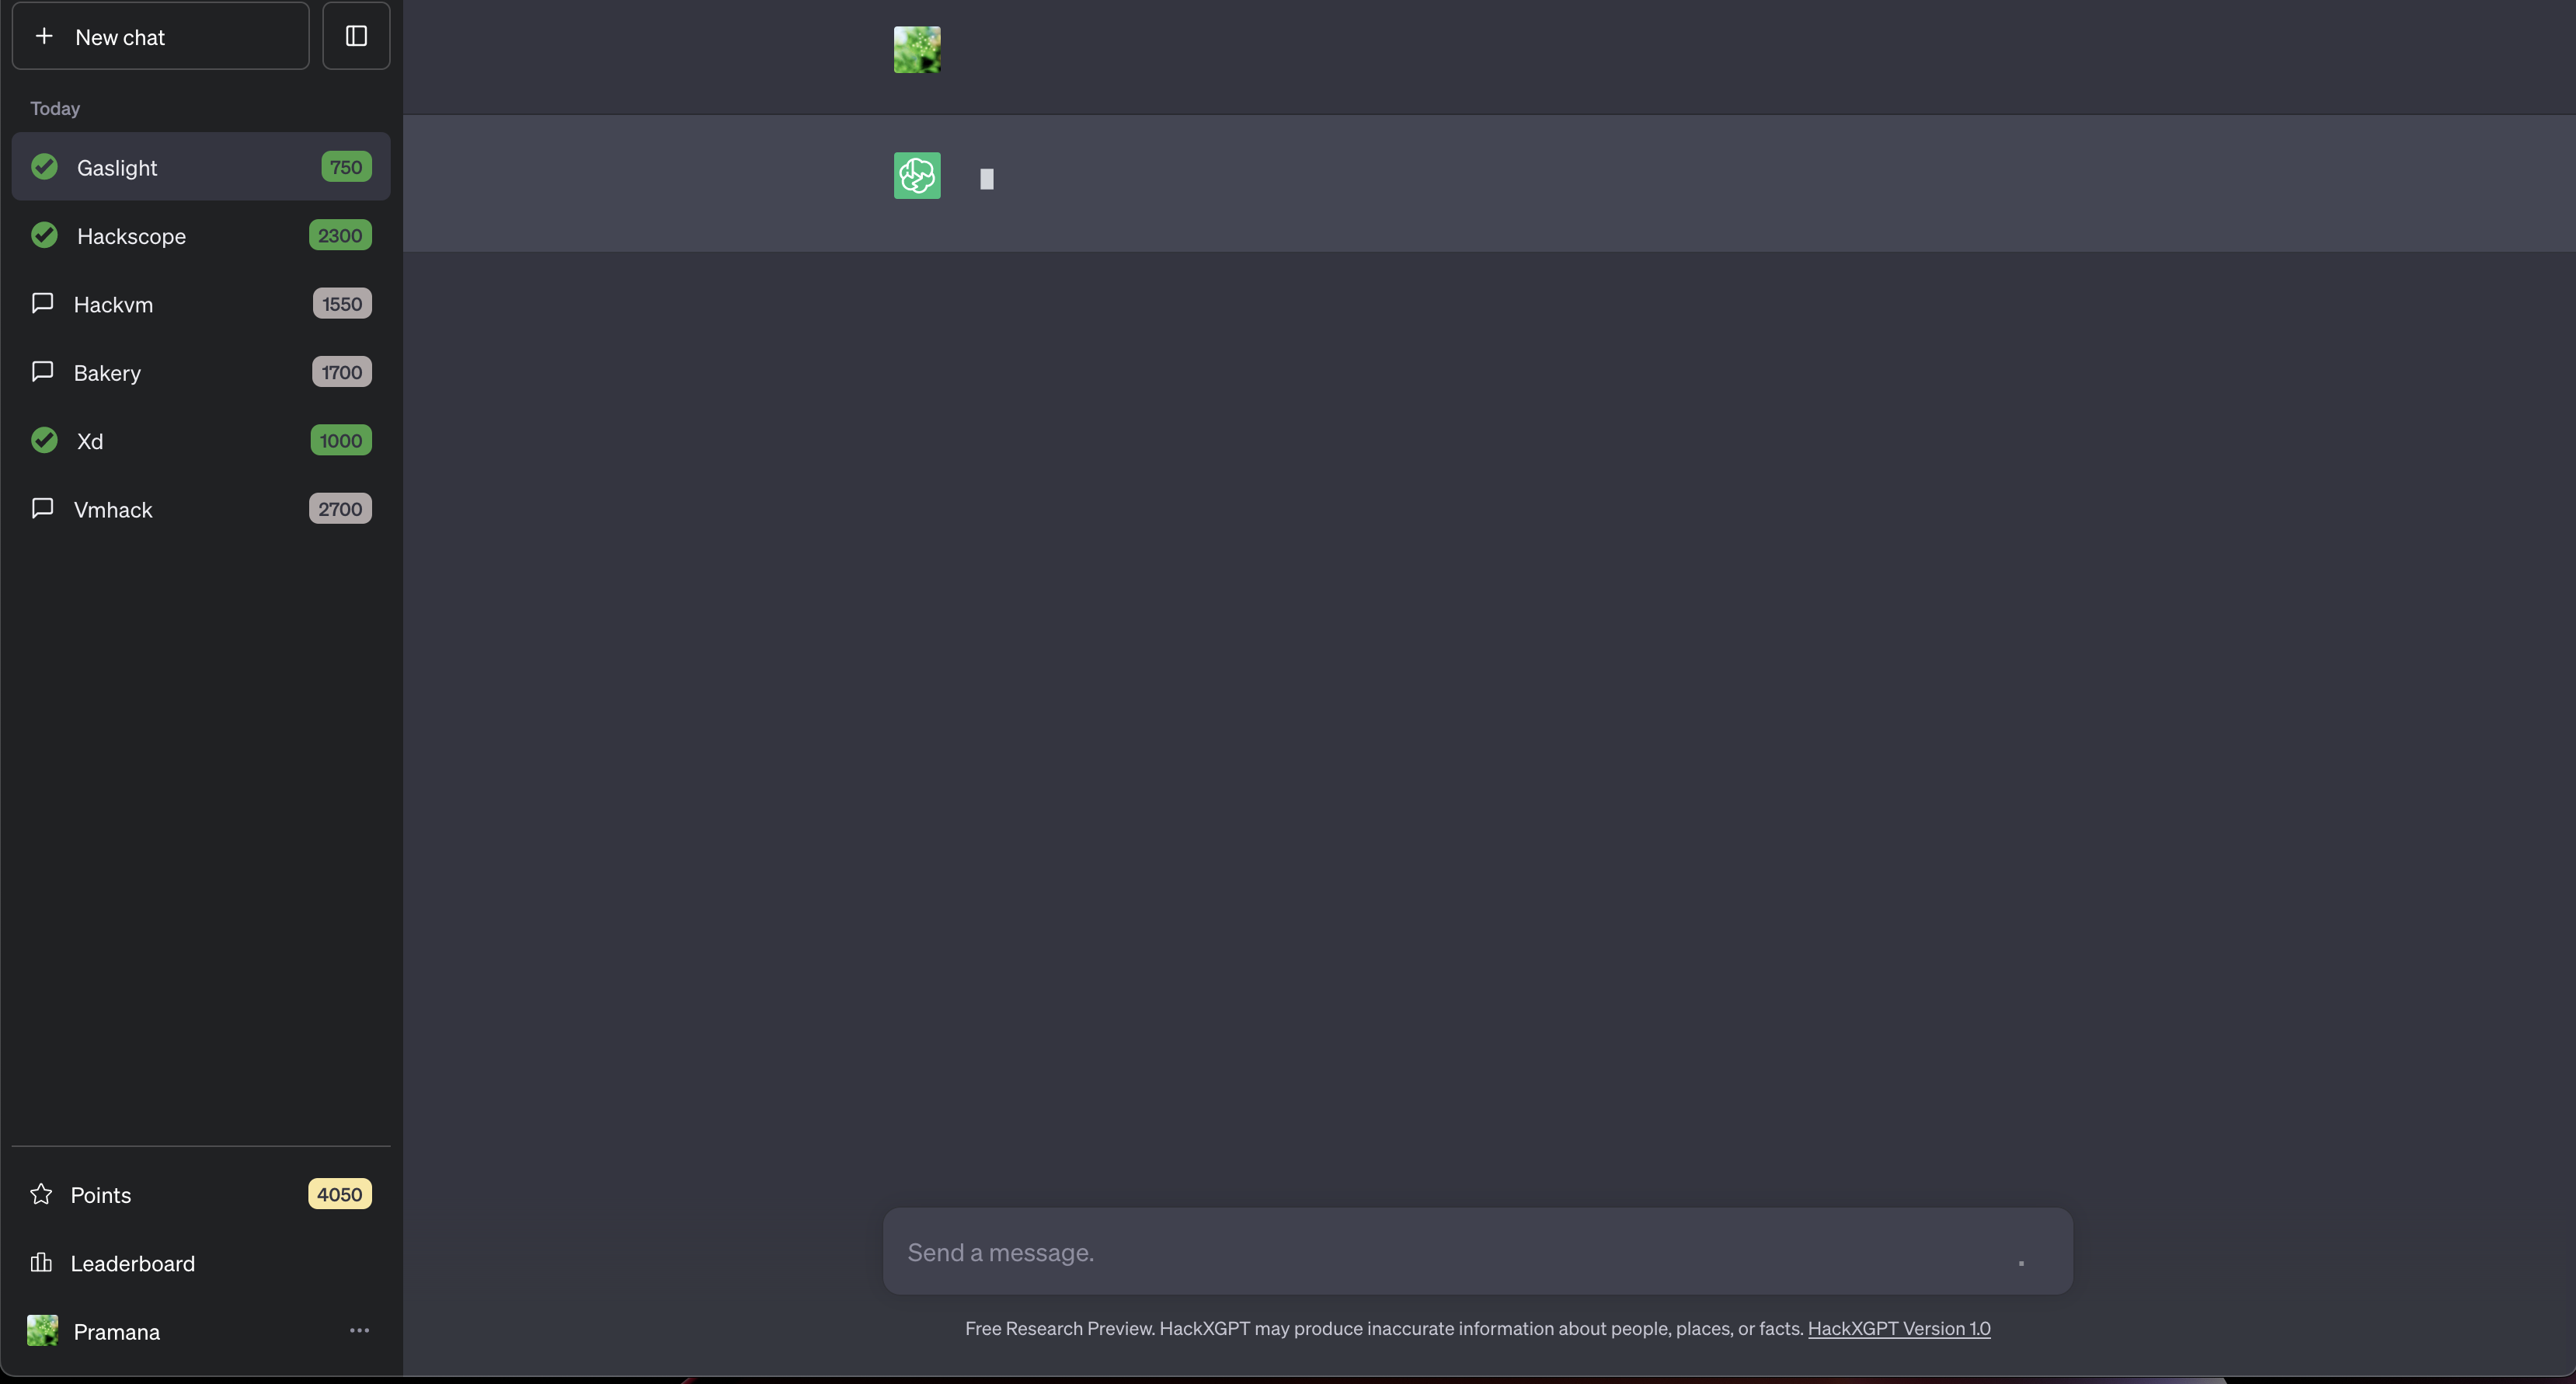 New chat
Today
Gaslight 750
Hackscope 2300
Hackvm 1550
Bakery 1700
Xd 1000
Vmhack 2700
Points 4050
Leaderboard
Pramana
Send a message.
Free Research Preview. HackXGPT may produce inaccurate information about people, places, or facts. HackXGPT Version 1.0